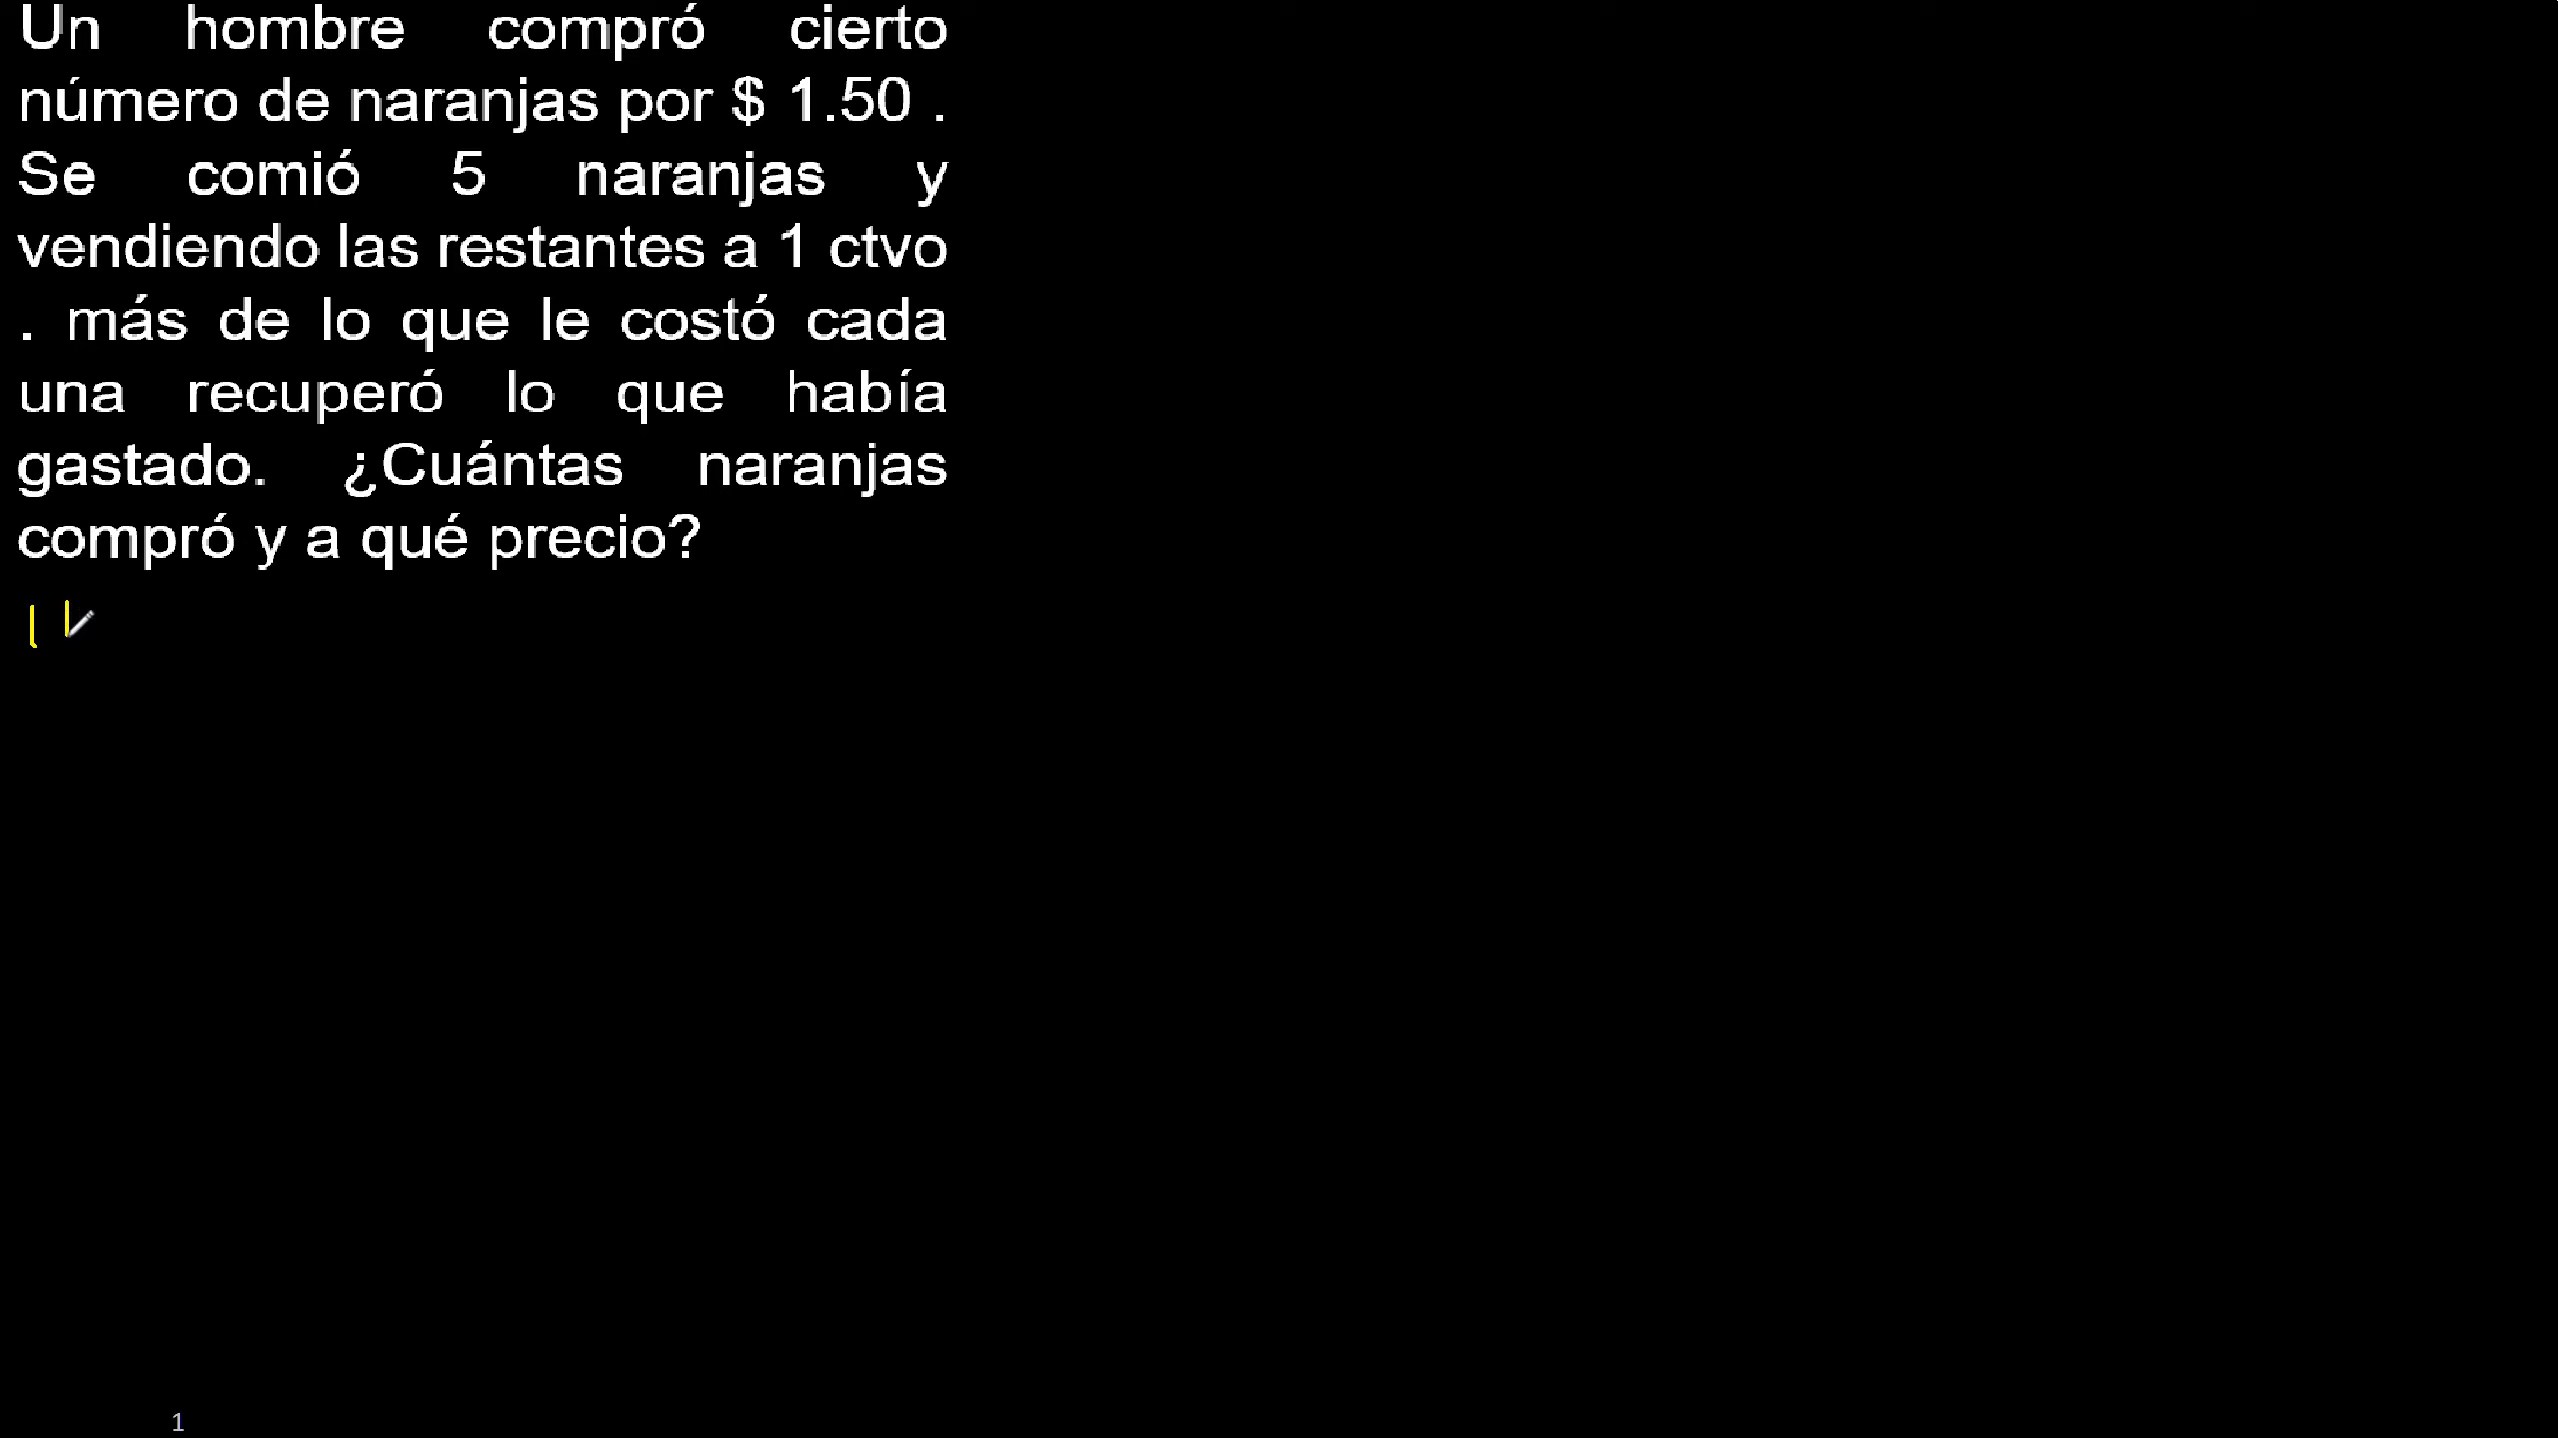 Un hombre compró cierto
número de naranjas por $ 1.50 .
Se comió 5 naranjas y
vendiendo las restantes a 1 ctvo
. más de lo que le costó cada
una recuperó lo que había
gastado. ¿Cuántas naranjas
compró y a qué precio?
1